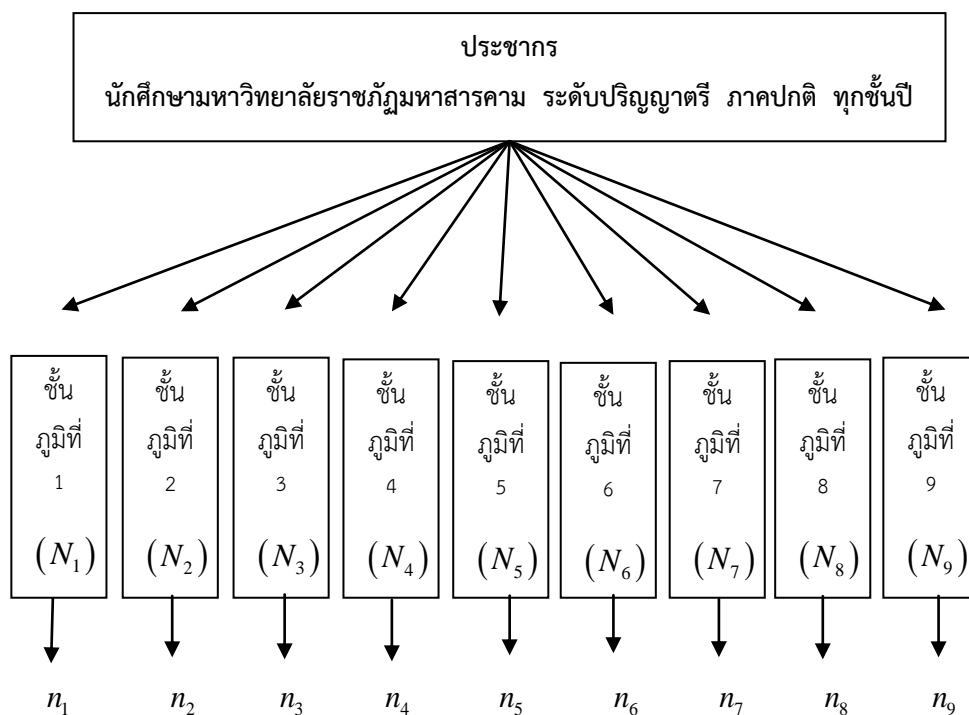 ประชากร
นักศึกษามหาวิทยาลัยราชภัฏมหาสารคาม ระดับปริญญาตรี ภาคปกติ ทุกชั้นปี
ชั้น ชั้น ชั้น ชั้น ชั้น ชั้น ชั้น ชั้น ชั้น
ภูมิที่ ภูมิที่ ภูมิที่ ภูมิที่ ภูมิที่ ภูมิที่ ภูมิที่ ภูมิที่ ภูมิที่
1 2 3 4 5 6 7 8 9
(N₁) (N₂) (N₃) (N₄) (N₅) (N₆) (N₇) (N₈) (N₉)
n₁ n₂ n₃ n₄ n₅ n₆ n₇ n₈ n₉